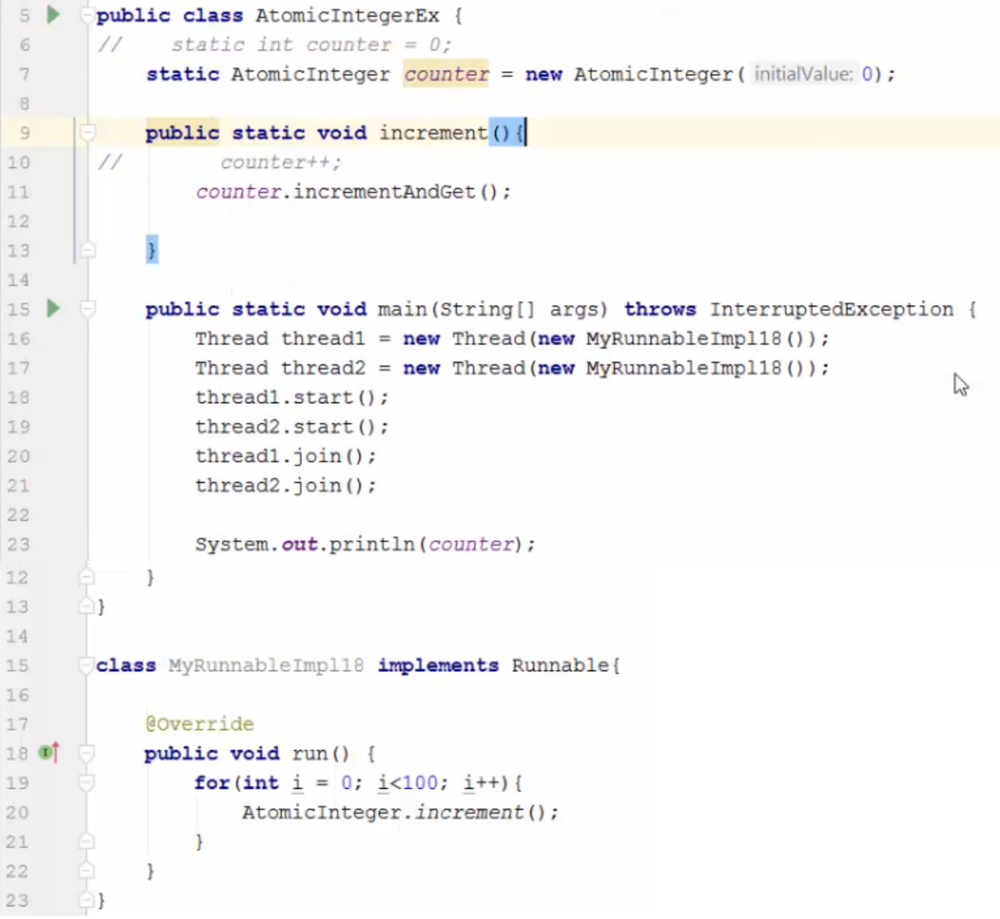 5 public class AtomicIntegerEx {
6 //    static int counter = 0;
7     static AtomicInteger counter = new AtomicInteger( initialValue: 0);
8
9     public static void increment(){
10 //        counter++;
11         counter.incrementAndGet();
12
13     }
14
15     public static void main(String[] args) throws InterruptedException {
16         Thread thread1 = new Thread(new MyRunnableImpl18());
17         Thread thread2 = new Thread(new MyRunnableImpl18());
18         thread1.start();
19         thread2.start();
20         thread1.join();
21         thread2.join();
22
23         System.out.println(counter);
12     }
13 }
14
15 class MyRunnableImpl18 implements Runnable{
16
17     @Override
18     public void run() {
19         for(int i = 0; i<100; i++){
20             AtomicInteger.increment();
21         }
22     }
23 }